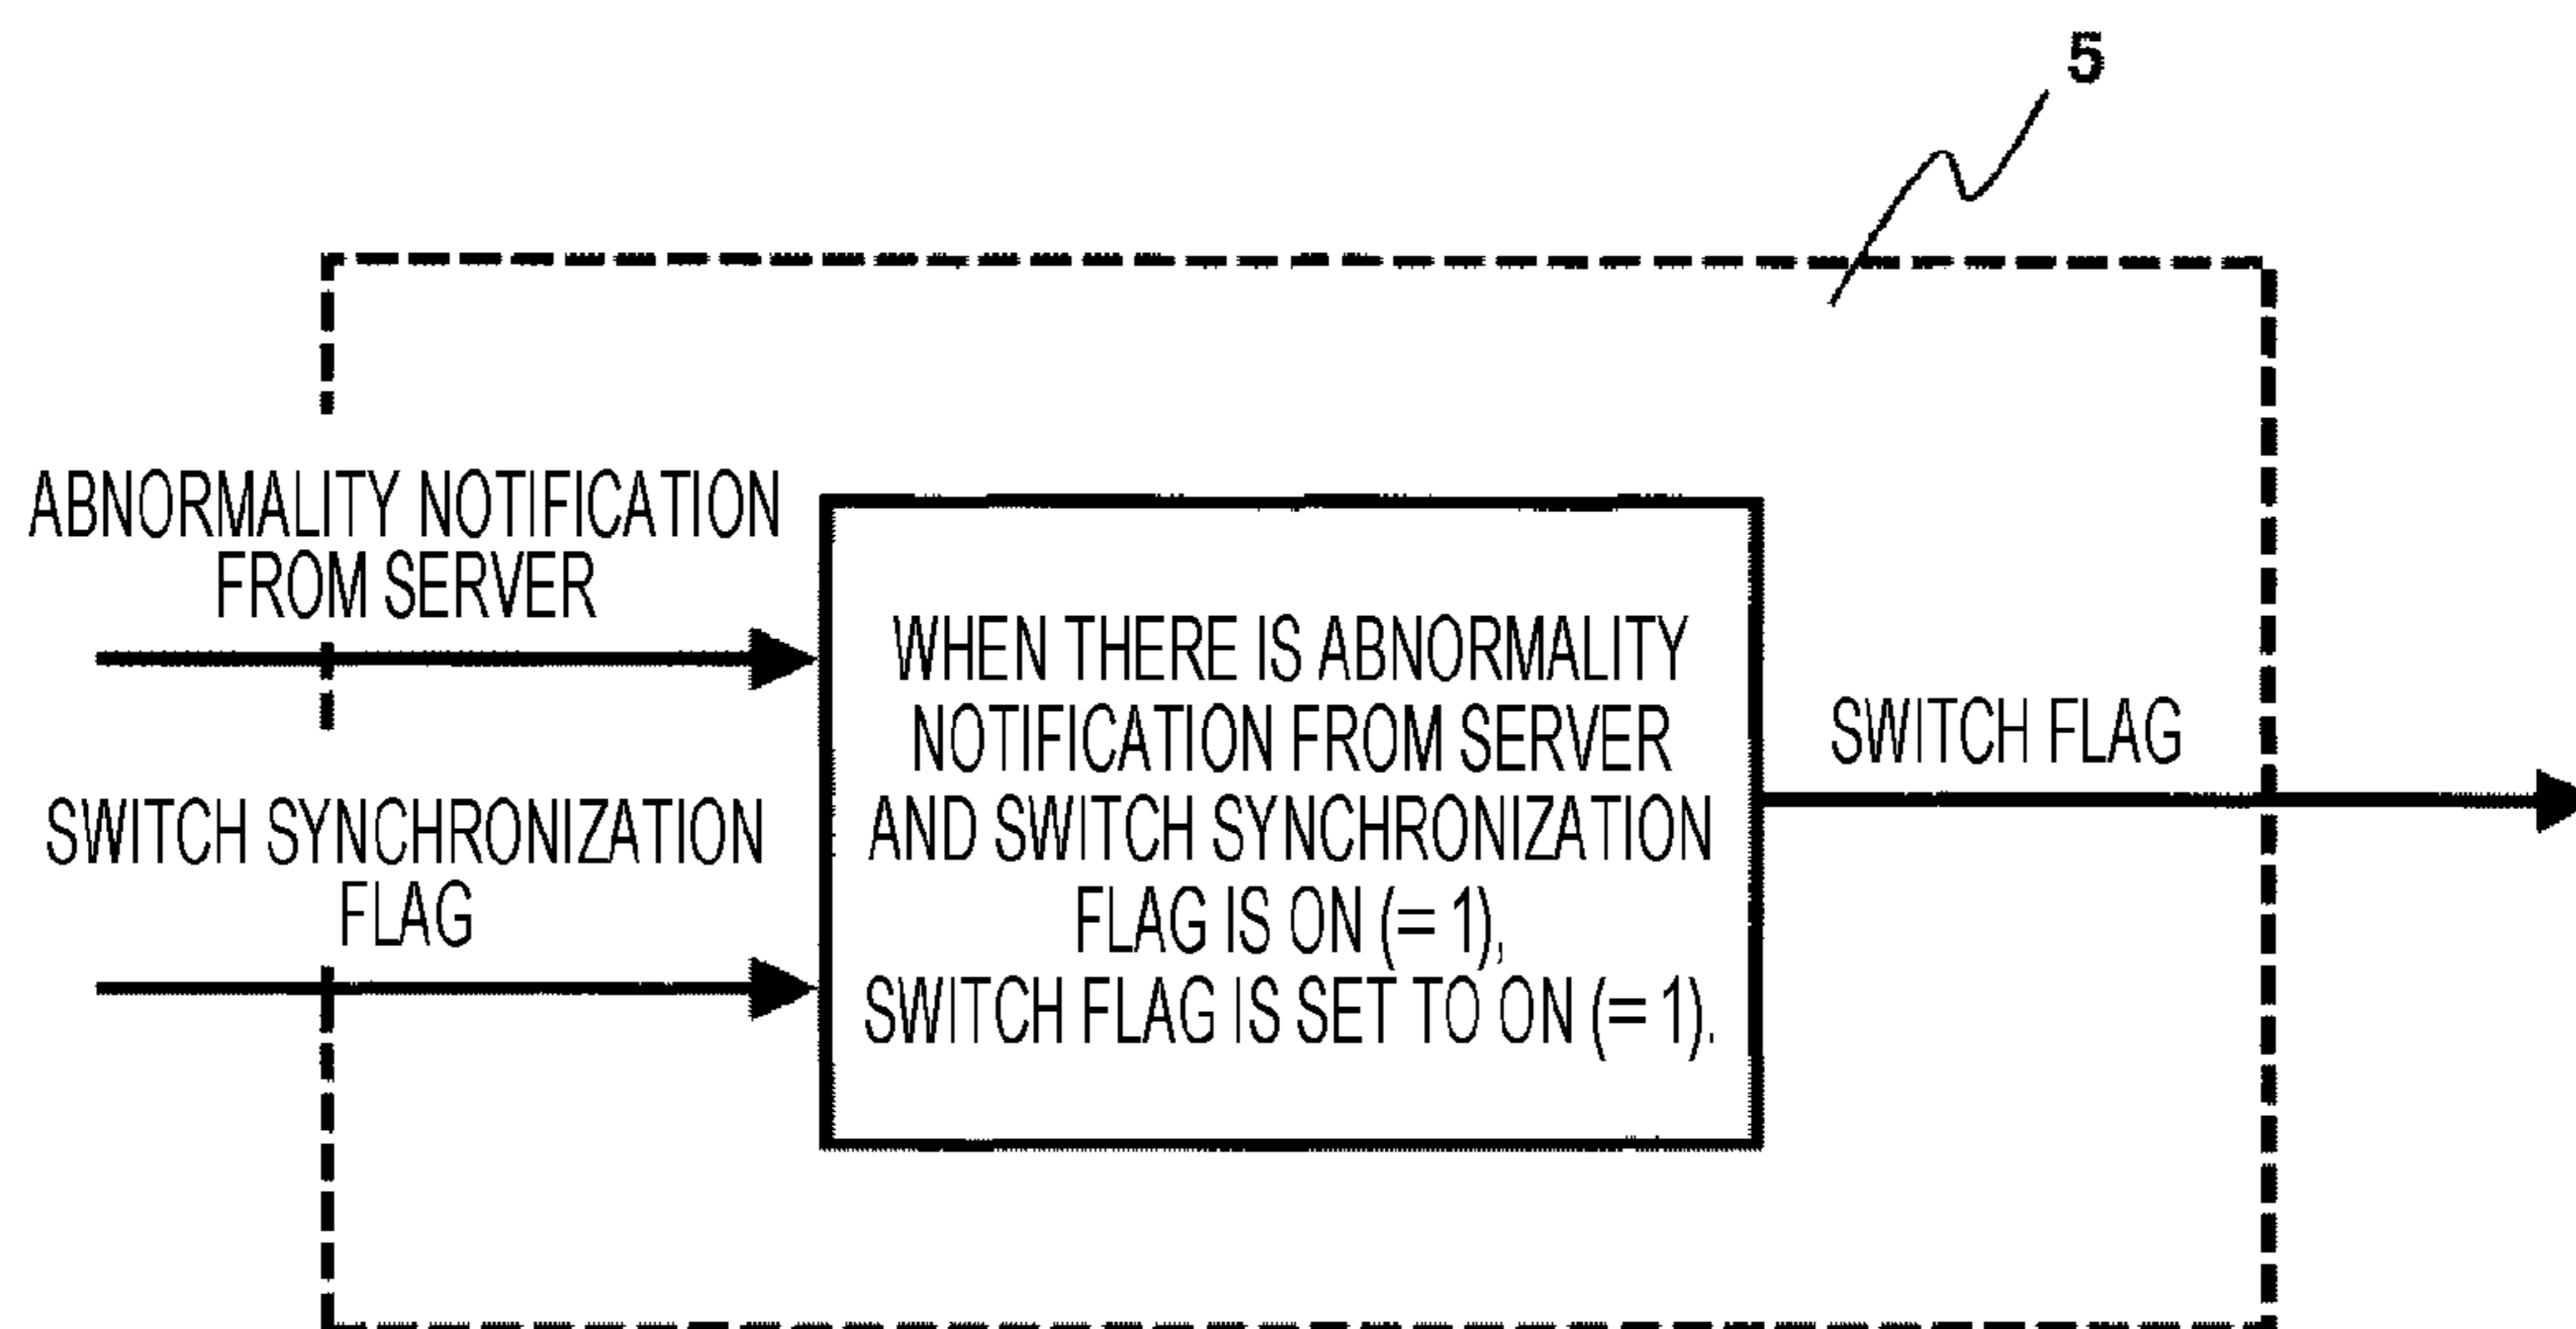 5
ABNORMALITY NOTIFICATION
FROM SERVER
SWITCH SYNCHRONIZATION
FLAG
WHEN THERE IS ABNORMALITY
NOTIFICATION FROM SERVER
AND SWITCH SYNCHRONIZATION
FLAG IS ON (= 1),
SWITCH FLAG IS SET TO ON (= 1).
SWITCH FLAG